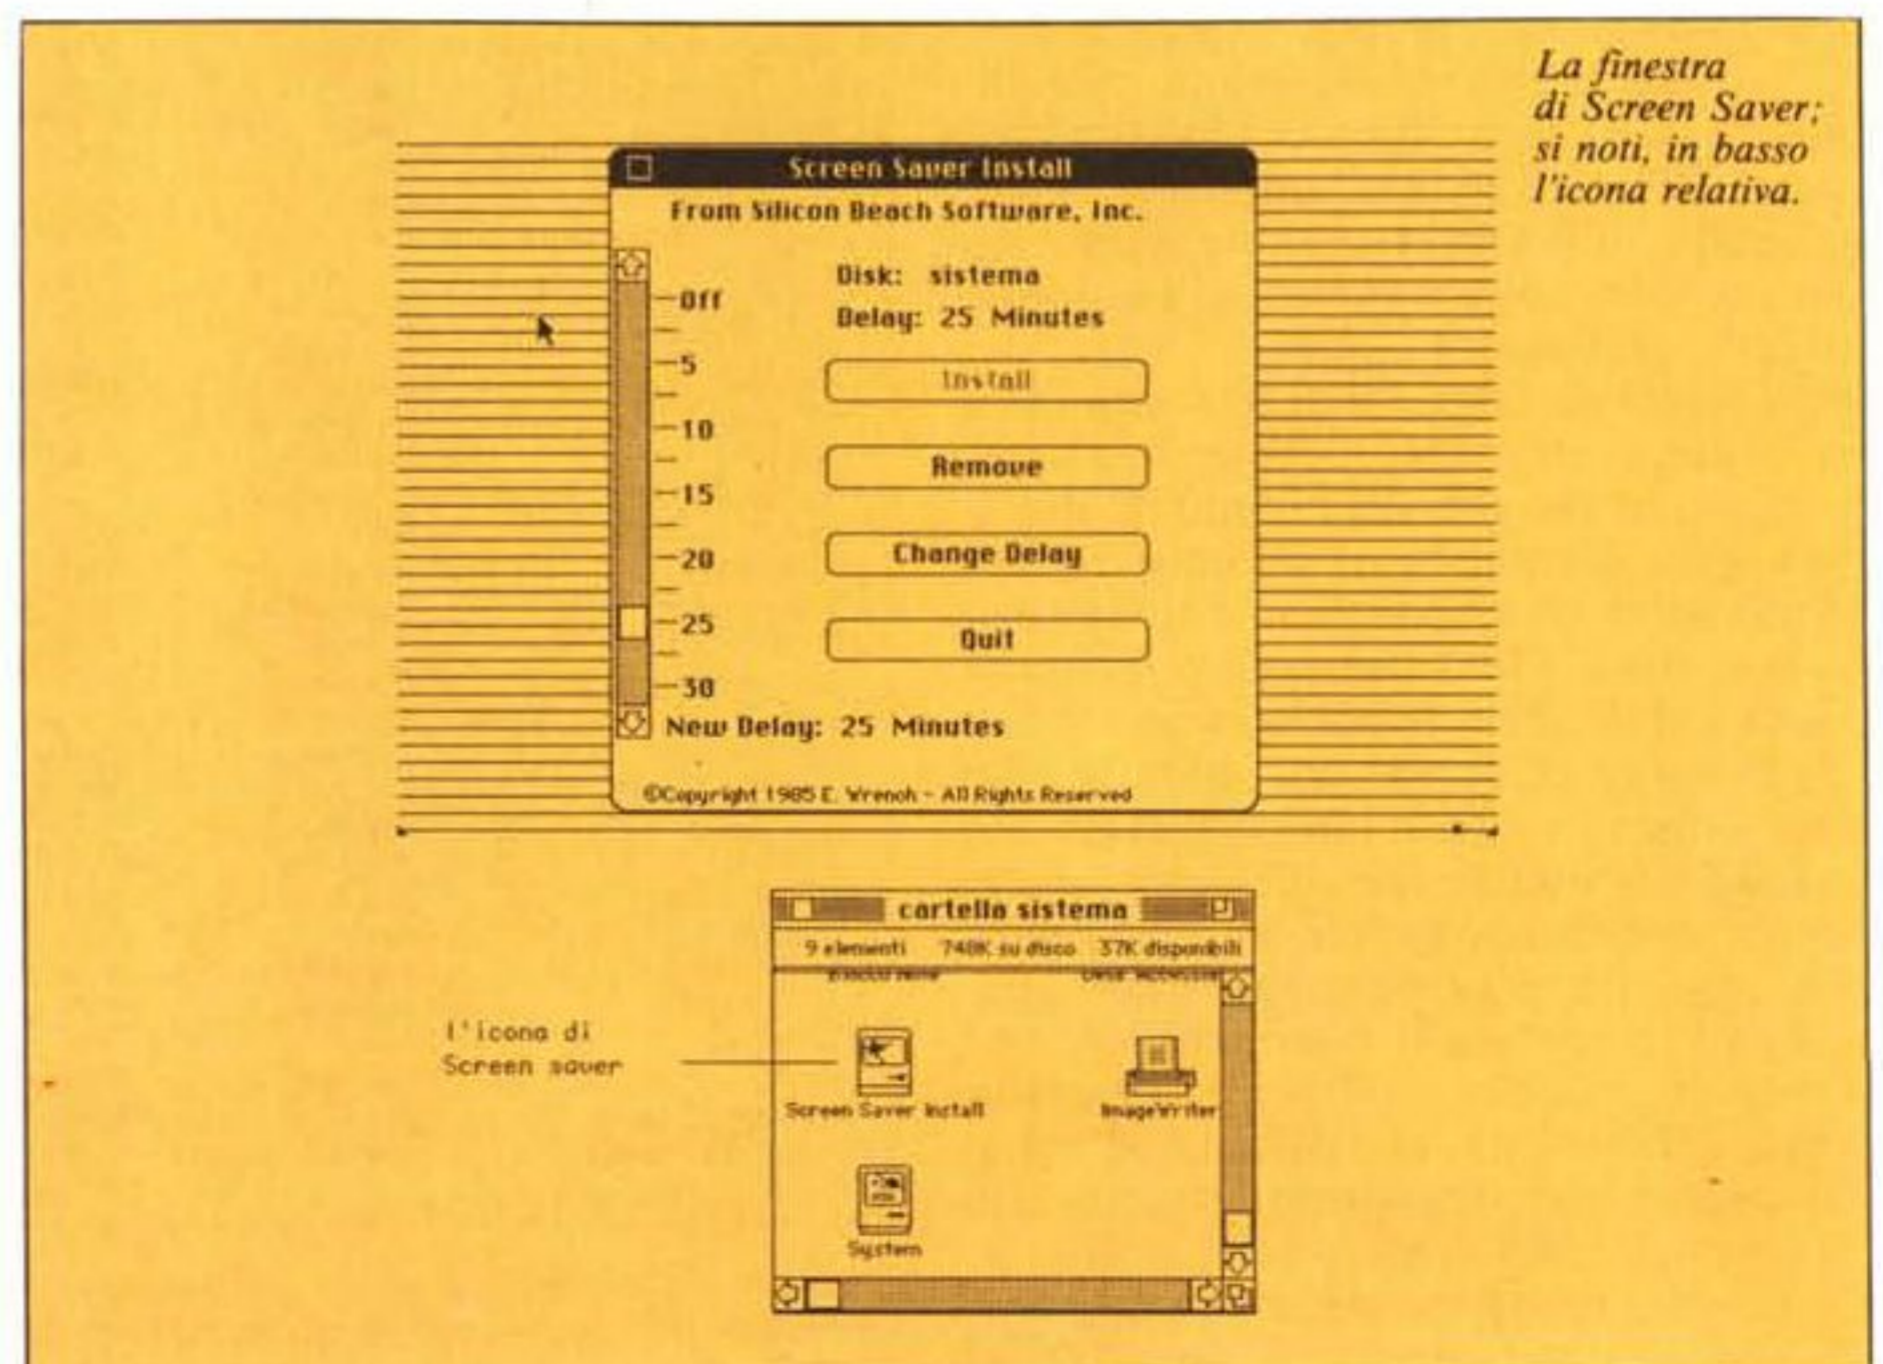 La finestra
di Screen Saver;
si noti, in basso
l'icona relativa.
Screen Saver Install
From Silicon Beach Software, Inc.
Disk: sistema
Delay: 25 Minutes
Off
5
10
15
20
25
30
Install
Remove
Change Delay
Quit
New Delay: 25 Minutes
©Copyright 1985 E. Wrench - All Rights Reserved
cartella sistema
9 elementi 748K su disco 37K disponibili
l'icona di
Screen saver
Screen Saver Install
ImageWriter
System